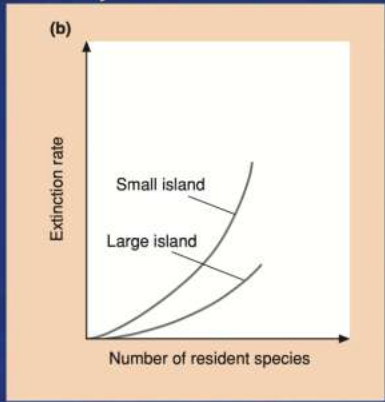 (b)
Extinction rate
Small island
Large island
Number of resident species